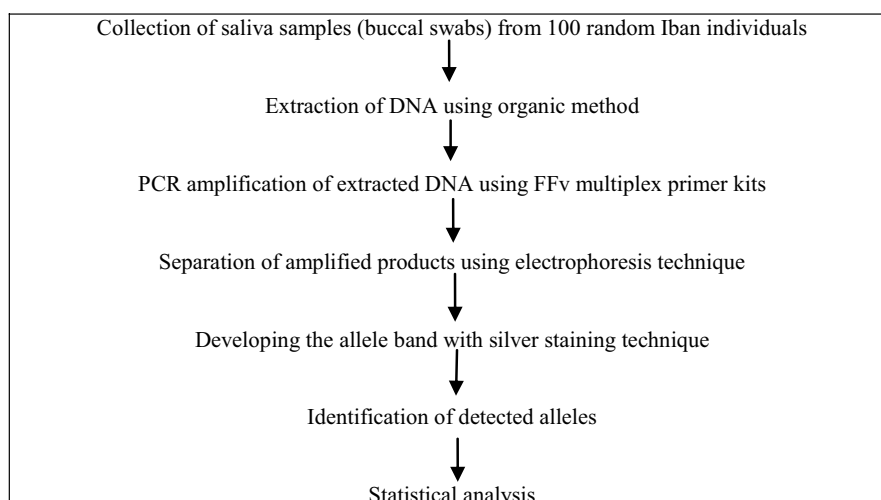 Collection of saliva samples (buccal swabs) from 100 random Iban individuals
Extraction of DNA using organic method
PCR amplification of extracted DNA using FFv multiplex primer kits
Separation of amplified products using electrophoresis technique
Developing the allele band with silver staining technique
Identification of detected alleles
Statistical analysis